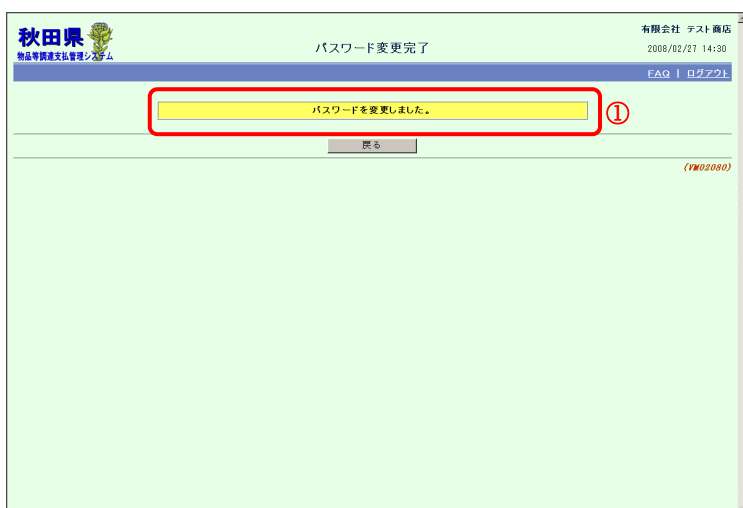 秋田県
物品等調達支払管理システム
パスワード変更完了
有限会社 テスト商店
2008/02/27 14:30
FAQ | ログアウト
パスワードを変更しました。
①
戻る
(VM02080)